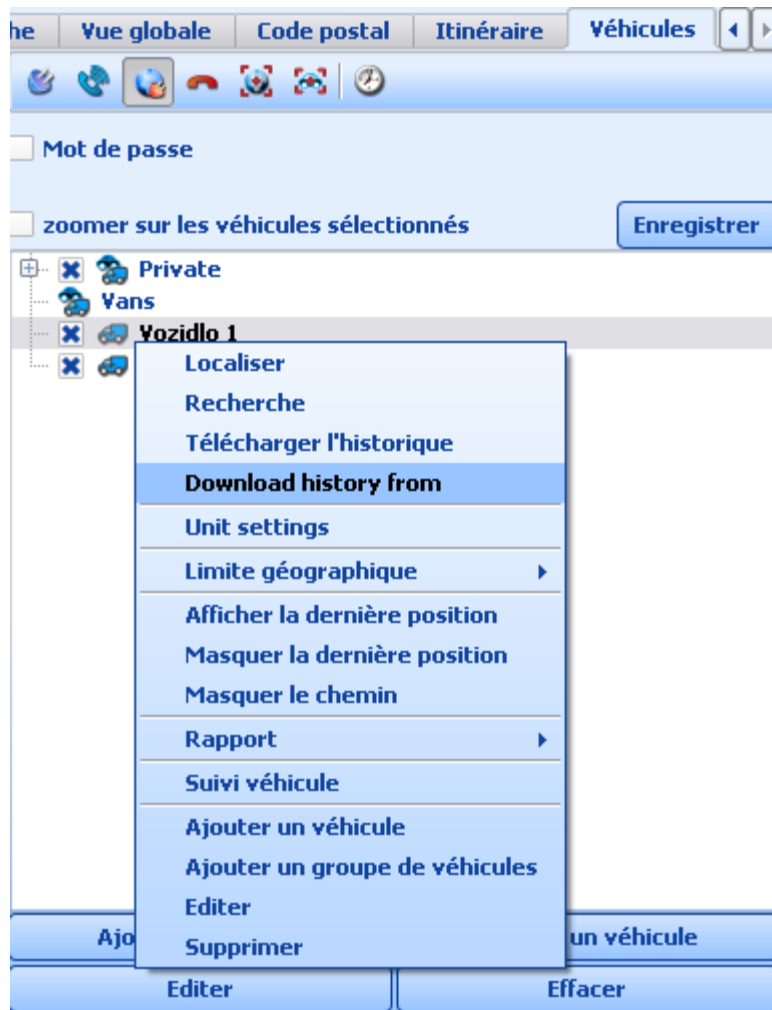 he Vue globale Code postal Itinéraire Véhicules
Mot de passe
zoomer sur les véhicules sélectionnés Enregistrer
Private
Vans
Vozidlo 1
Localiser
Recherche
Télécharger l'historique
Download history from
Unit settings
Limite géographique
Afficher la dernière position
Masquer la dernière position
Masquer le chemin
Rapport
Suivi véhicule
Ajouter un véhicule
Ajouter un groupe de véhicules
Editer
Supprimer
Ajo un véhicule
Editer Effacer